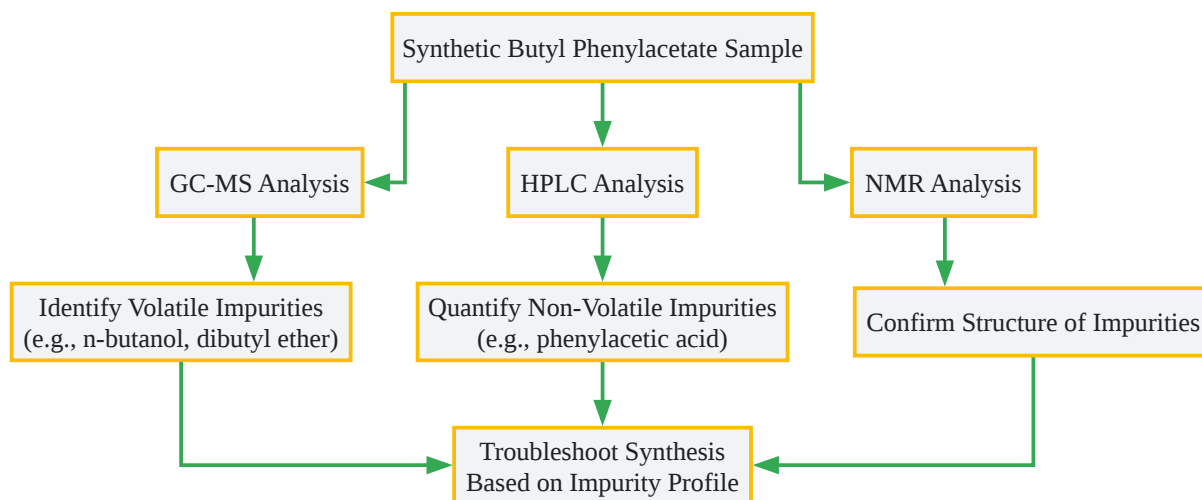 Synthetic Butyl Phenylacetate Sample
GC-MS Analysis
HPLC Analysis
NMR Analysis
Identify Volatile Impurities
(e.g., n-butanol, dibutyl ether)
Quantify Non-Volatile Impurities
(e.g., phenylacetic acid)
Confirm Structure of Impurities
Troubleshoot Synthesis
Based on Impurity Profile